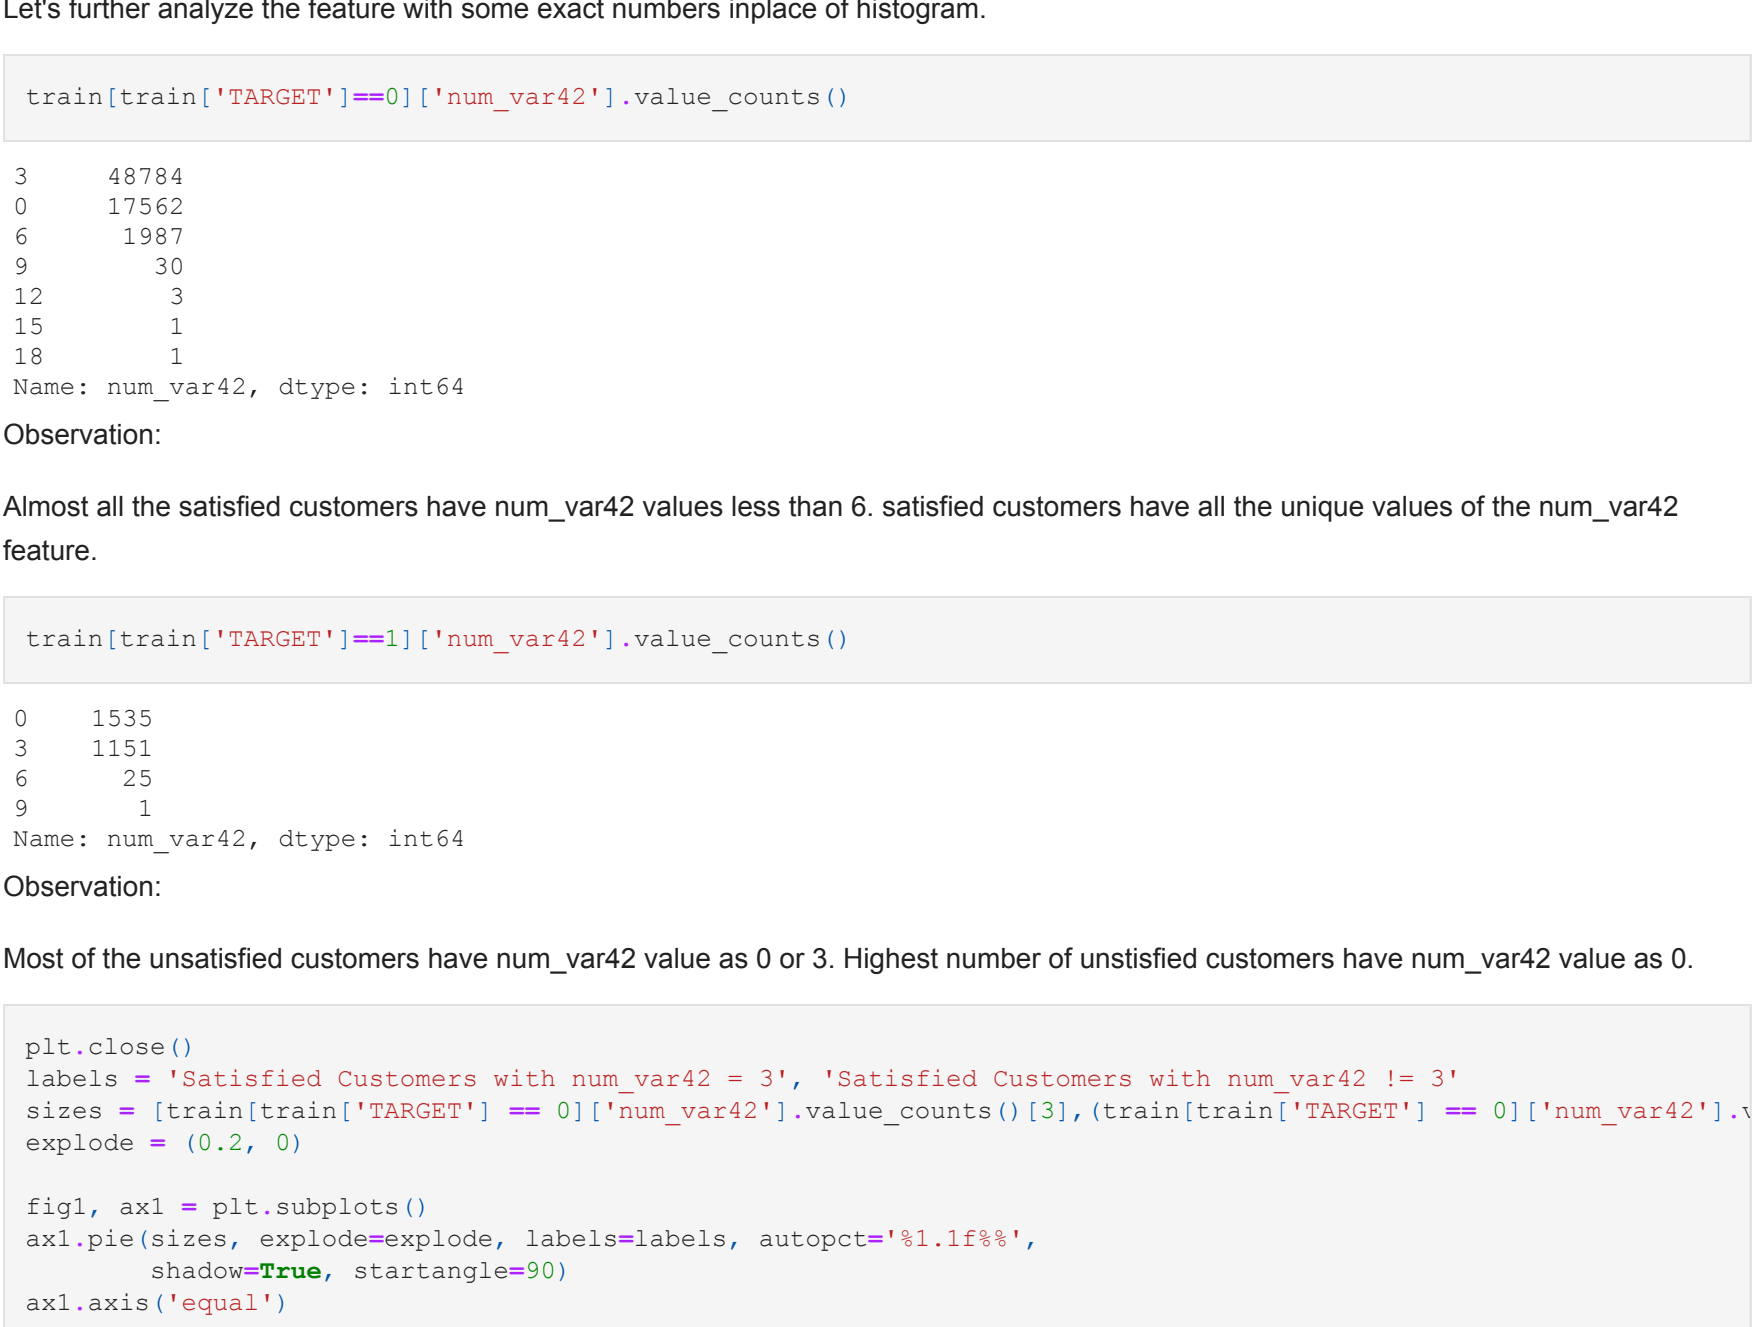 Let's further analyze the feature with some exact numbers inplace of histogram.
train[train['TARGET']==0]['num_var42'].value_counts()
3     48784
0     17562
6      1987
9        30
12        3
15        1
18        1
Name: num_var42, dtype: int64
Observation:
Almost all the satisfied customers have num_var42 values less than 6. satisfied customers have all the unique values of the num_var42
feature.
train[train['TARGET']==1]['num_var42'].value_counts()
0    1535
3    1151
6      25
9       1
Name: num_var42, dtype: int64
Observation:
Most of the unsatisfied customers have num_var42 value as 0 or 3. Highest number of unstisfied customers have num_var42 value as 0.
plt.close()
labels = 'Satisfied Customers with num_var42 = 3', 'Satisfied Customers with num_var42 != 3'
sizes = [train[train['TARGET'] == 0]['num_var42'].value_counts()[3],(train[train['TARGET'] == 0]['num_var42'].
explode = (0.2, 0)
fig1, ax1 = plt.subplots()
ax1.pie(sizes, explode=explode, labels=labels, autopct='%1.1f%%',
        shadow=True, startangle=90)
ax1.axis('equal')